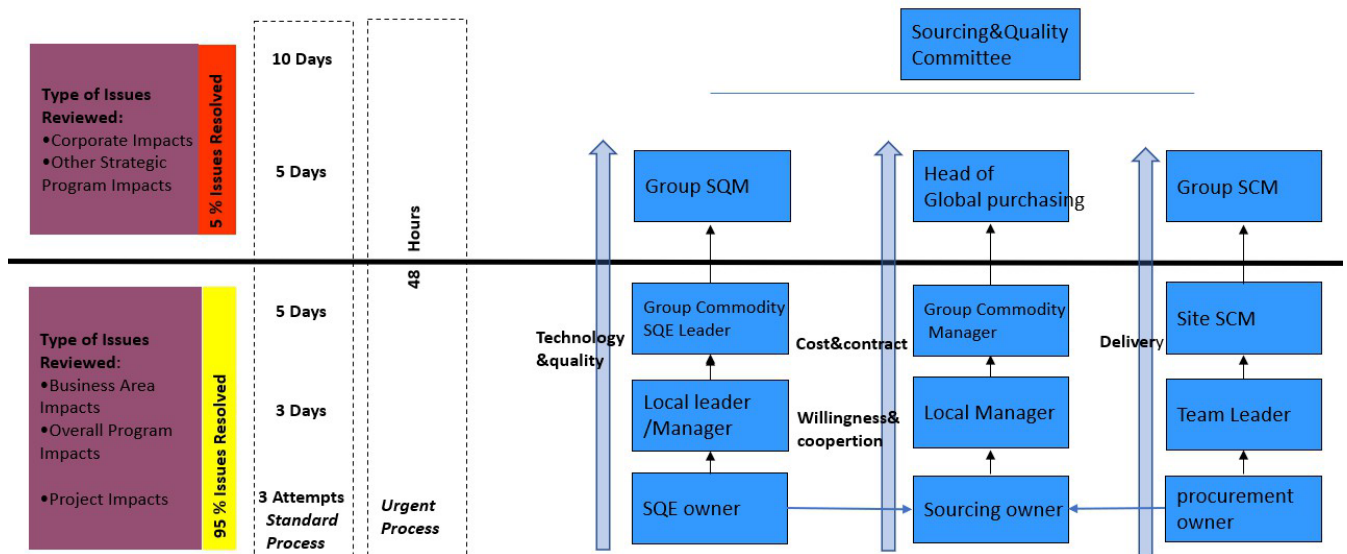 Type of Issues
Reviewed:
•Corporate Impacts
•Other Strategic
Program Impacts
5 % Issues Resolved
10 Days
5 Days
48 Hours
Sourcing&Quality
Committee
Group SQM
Head of
Global purchasing
Group SCM
Type of Issues
Reviewed:
•Business Area
Impacts
•Overall Program
Impacts
•Project Impacts
95 % Issues Resolved
5 Days
3 Days
3 Attempts
Standard
Process
Urgent
Process
Technology
&quality
Group Commodity
SQE Leader
Local leader
/Manager
SQE owner
Cost&contract
Willingness&
coopertion
Group Commodity
Manager
Local Manager
Sourcing owner
Delivery
Site SCM
Team Leader
procurement
owner